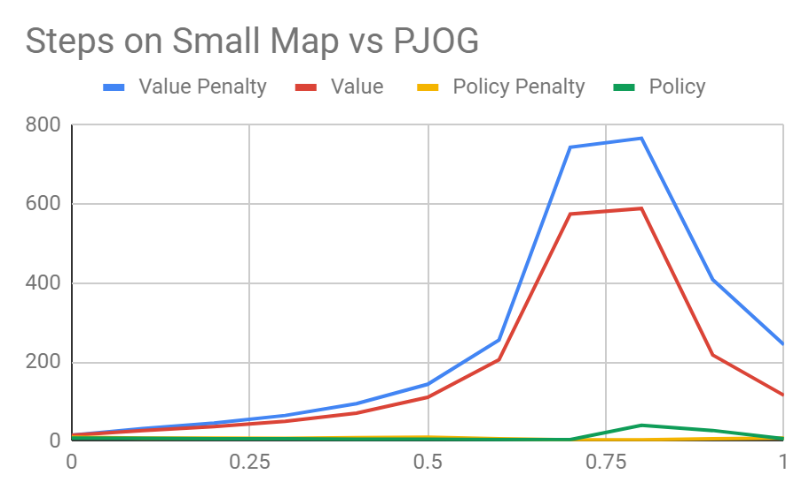 Steps on Small Map vs PJOG
Value Penalty Value Policy Penalty Policy
800
600
400
200
0
0 0.25 0.5 0.75 1